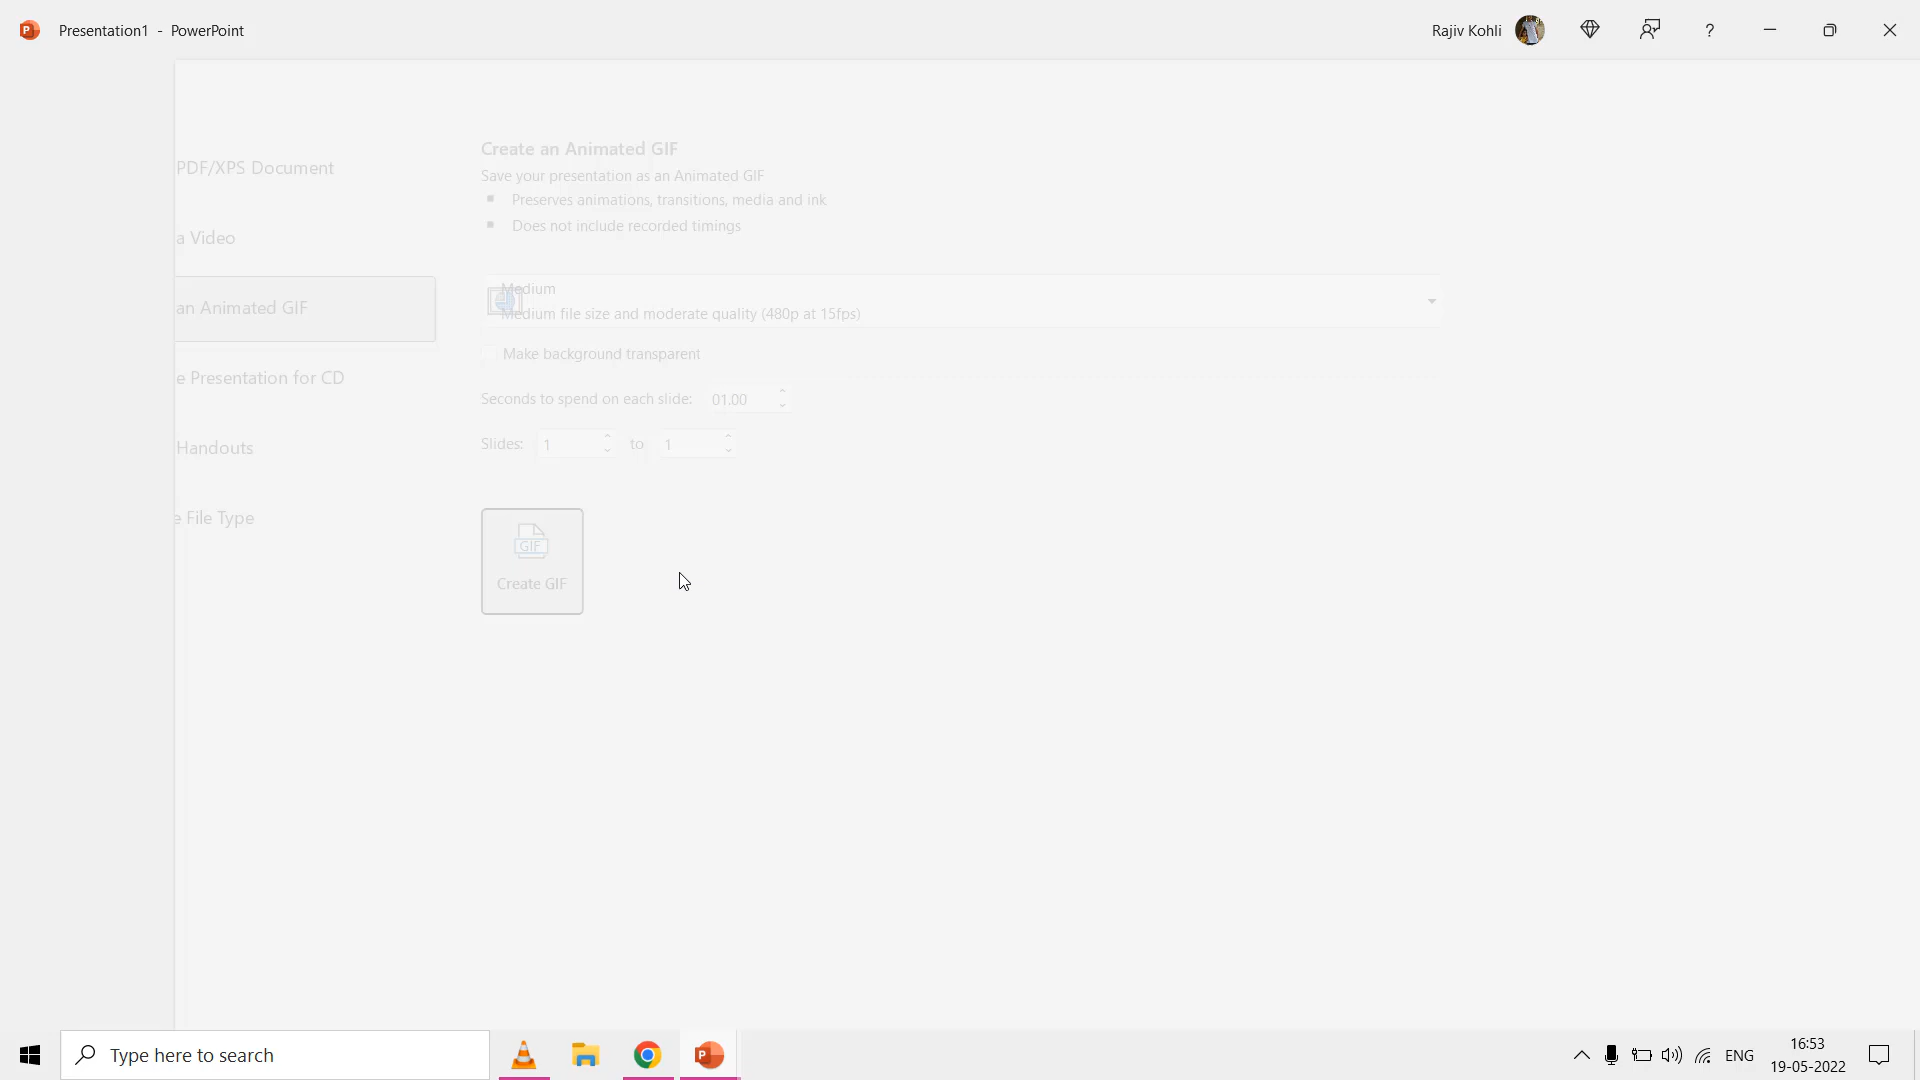 Presentation1 - PowerPoint
Rajiv Kohli
?
PDF/XPS Document
a Video
an Animated GIF
e Presentation for CD
Handouts
e File Type
Create an Animated GIF
Save your presentation as an Animated GIF
Preserves animations, transitions, media and ink
Does not include recorded timings
Medium
Medium file size and moderate quality (480p at 15fps)
Make background transparent
Seconds to spend on each slide: 01.00
Slides: 1 to 1
GIF
Create GIF
Type here to search
ENG
16:53
19-05-2022